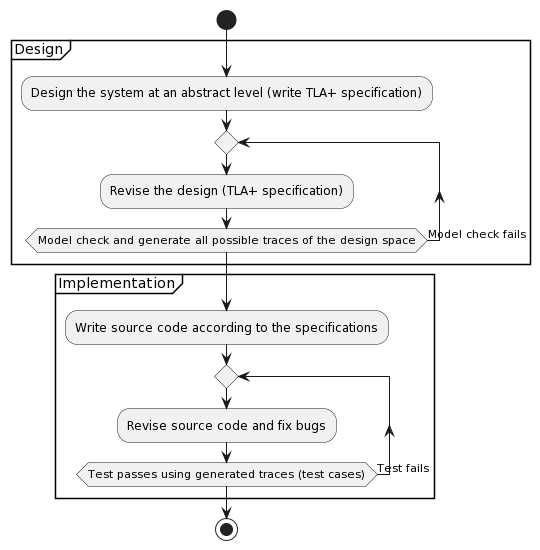 Design
Design the system at an abstract level (write TLA+ specification)
Revise the design (TLA+ specification)
Model check and generate all possible traces of the design space
Model check fails
Implementation
Write source code according to the specifications
Revise source code and fix bugs
Test passes using generated traces (test cases)
Test fails